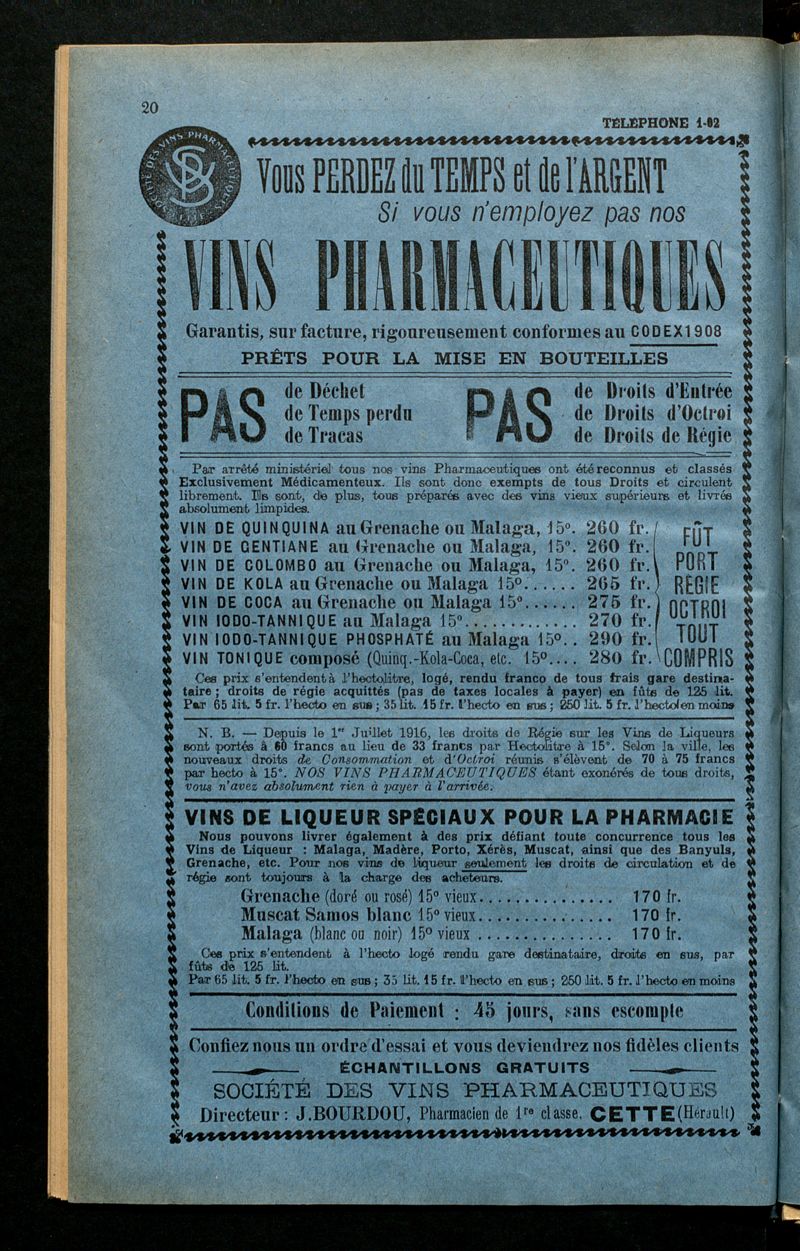 20
TÉLÉPHONE 1-02
SOCIÉTÉ DES VINS PHARMACEUTIQUES
Vous PERDEZ du TEMPS et de l'ARGENT
Si vous n'employez pas nos
VINS PHARMACEUTIQUES
Garantis, sur facture, rigoureusement conformes au CODEX 1908
PRÊTS POUR LA MISE EN BOUTEILLES
PAS
de Déchet
de Temps perdu
de Tracas
PAS
de Droits d'Entrée
de Droits d'Octroi
de Droits de Régie
Par arrêté ministériel tous nos vins Pharmaceutiques ont été reconnus et classés
Exclusivement Médicamenteux. Ils sont donc exempts de tous Droits et circulent
librement. Ils sont, de plus, tous préparés avec des vins vieux supérieurs et livrés
absolument limpides.
VIN DE QUINQUINA au Grenache ou Malaga, 15º. 260 fr.
VIN DE GENTIANE au Grenache ou Malaga, 15º. 260 fr.
VIN DE COLOMBO au Grenache ou Malaga, 15º. 260 fr.
VIN DE KOLA au Grenache ou Malaga 15º...... 265 fr.
VIN DE COCA au Grenache ou Malaga 15º...... 275 fr.
VIN IODO-TANNIQUE au Malaga 15º............. 270 fr.
VIN IODO-TANNIQUE PHOSPHATÉ au Malaga 15º.. 290 fr.
VIN TONIQUE composé (Quinq.-Kola-Coca, etc. 15º.... 280 fr.
FÛT
PORT
RÉGIE
OCTROI
TOUT
COMPRIS
Ces prix s'entendent à l'hectolitre, logé, rendu franco de tous frais gare destina-
taire ; droits de régie acquittés (pas de taxes locales à payer) en fûts de 125 lit.
Par 65 lit. 5 fr. l'hecto en sus ; 35 lit. 15 fr. l'hecto en sus ; 250 lit. 5 fr. l'hecto en moins
N. B. — Depuis le 1er Juillet 1916, les droits de Régie sur les Vins de Liqueurs
sont portés à 60 francs au lieu de 33 francs par Hectolitre à 15º. Selon la ville, les
nouveaux droits de Consommation et d'Octroi réunis s'élèvent de 70 à 75 francs
par hecto à 15º. NOS VINS PHARMACEUTIQUES étant exonérés de tous droits,
vous n'avez absolument rien à payer à l'arrivée.
VINS DE LIQUEUR SPÉCIAUX POUR LA PHARMACIE
Nous pouvons livrer également à des prix défiant toute concurrence tous les
Vins de Liqueur : Malaga, Madère, Porto, Xérès, Muscat, ainsi que des Banyuls,
Grenache, etc. Pour nos vins de liqueur seulement les droits de circulation et de
régie sont toujours à la charge des acheteurs.
Grenache (doré ou rosé) 15º vieux................ 170 fr.
Muscat Samos blanc 15º vieux................ 170 fr.
Malaga (blanc ou noir) 15º vieux ................ 170 fr.
Ces prix s'entendent à l'hecto logé rendu gare destinataire, droits en sus, par
fûts de 125 lit.
Par 65 lit. 5 fr. l'hecto en sus ; 35 lit. 15 fr. l'hecto en sus ; 250 lit. 5 fr. l'hecto en moins
Conditions de Paiement : 45 jours, sans escompte
Confiez nous un ordre d'essai et vous deviendrez nos fidèles clients
ÉCHANTILLONS GRATUITS
SOCIÉTÉ DES VINS PHARMACEUTIQUES
Directeur : J. BOURDOU, Pharmacien de 1re classe. CETTE (Hérault)